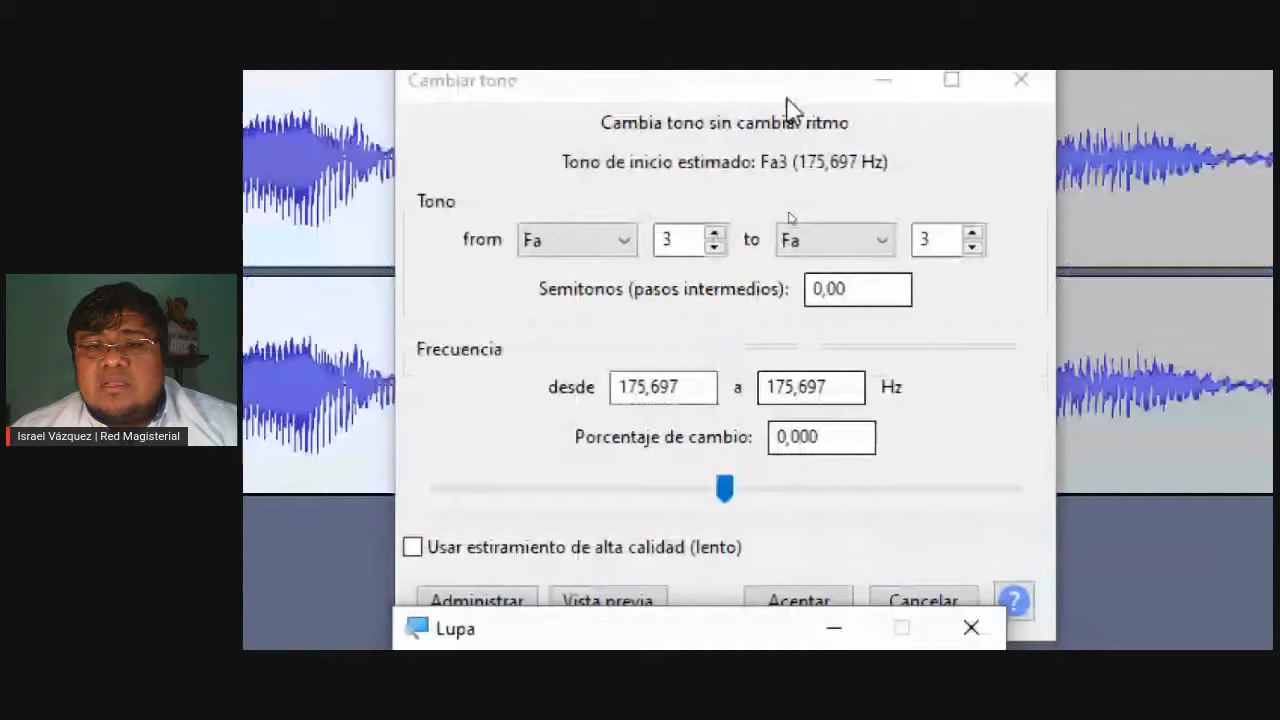 Cambiar tono
Cambia tono sin cambiar ritmo
Tono de inicio estimado: Fa3 (175,697 Hz)
Tono
from Fa 3 to Fa 3
Semitonos (pasos intermedios): 0,00
Frecuencia
desde 175,697 a 175,697 Hz
Porcentaje de cambio: 0,000
Israel Vázquez | Red Magisterial
Usar estiramiento de alta calidad (lento)
Administrar Vista previa Aceptar Cancelar ?
Lupa